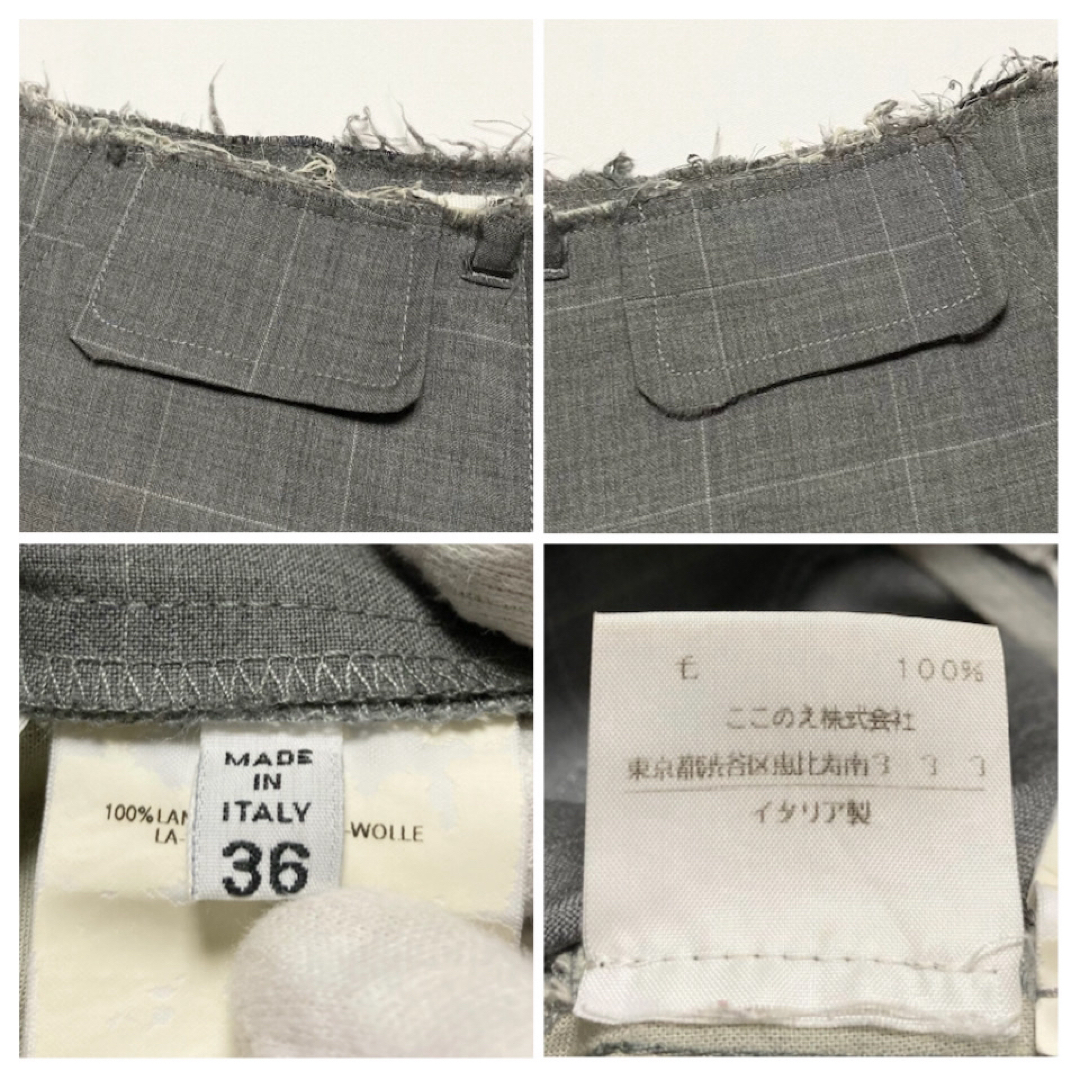 MADE
IN
ITALY
36
100%LAN
LA-
-WOLLE
毛 100%
ここのえ株式会社
東京都渋谷区恵比寿南3 3 3
イタリア製